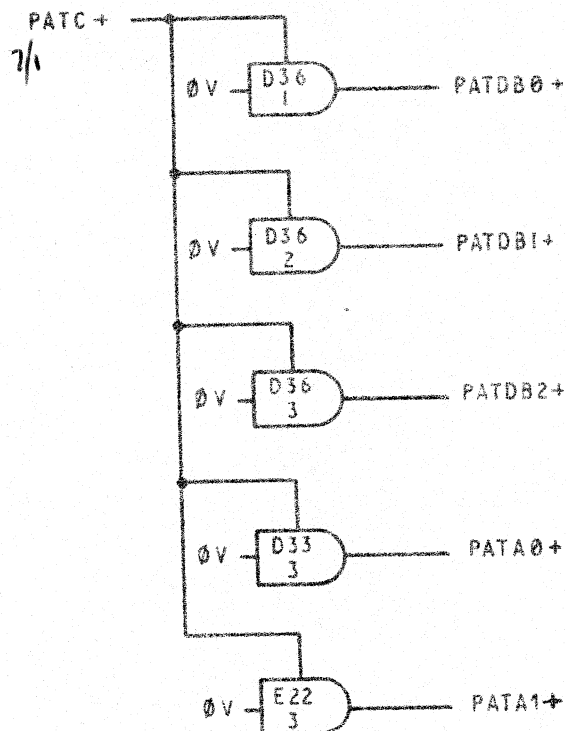 PATC+
7/1
D36
ØV
1
PATDB0+
D36
ØV
2
PATDB1+
D36
ØV
3
PATDB2+
D33
ØV
3
PATA0+
E22
ØV
3
PATA1+